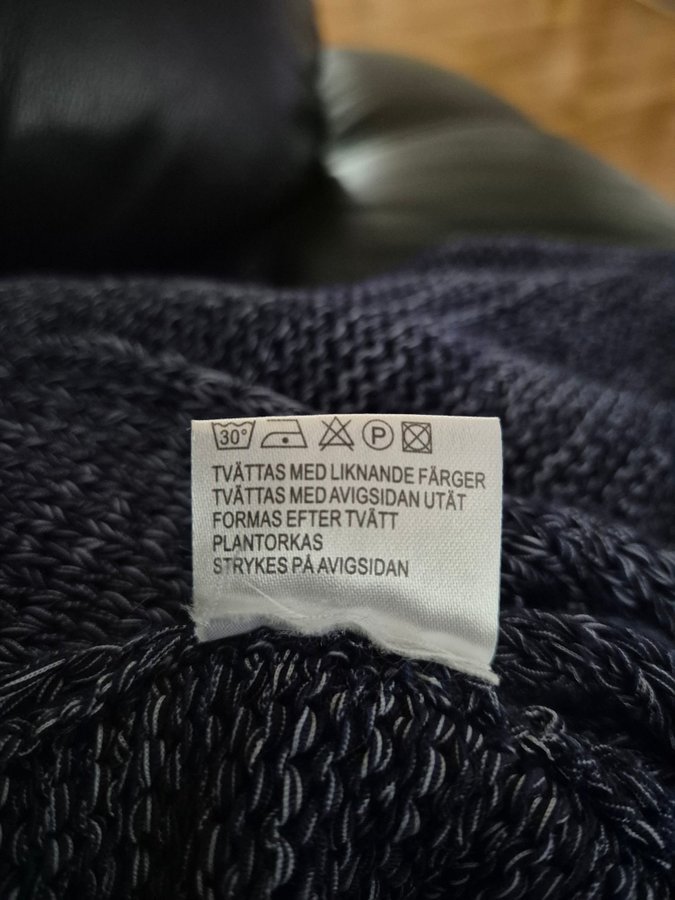 30° P
TVÄTTAS MED LIKNANDE FÄRGER
TVÄTTAS MED AVIGSIDAN UTÅT
FORMAS EFTER TVÄTT
PLANTORKAS
STRYKES PÅ AVIGSIDAN